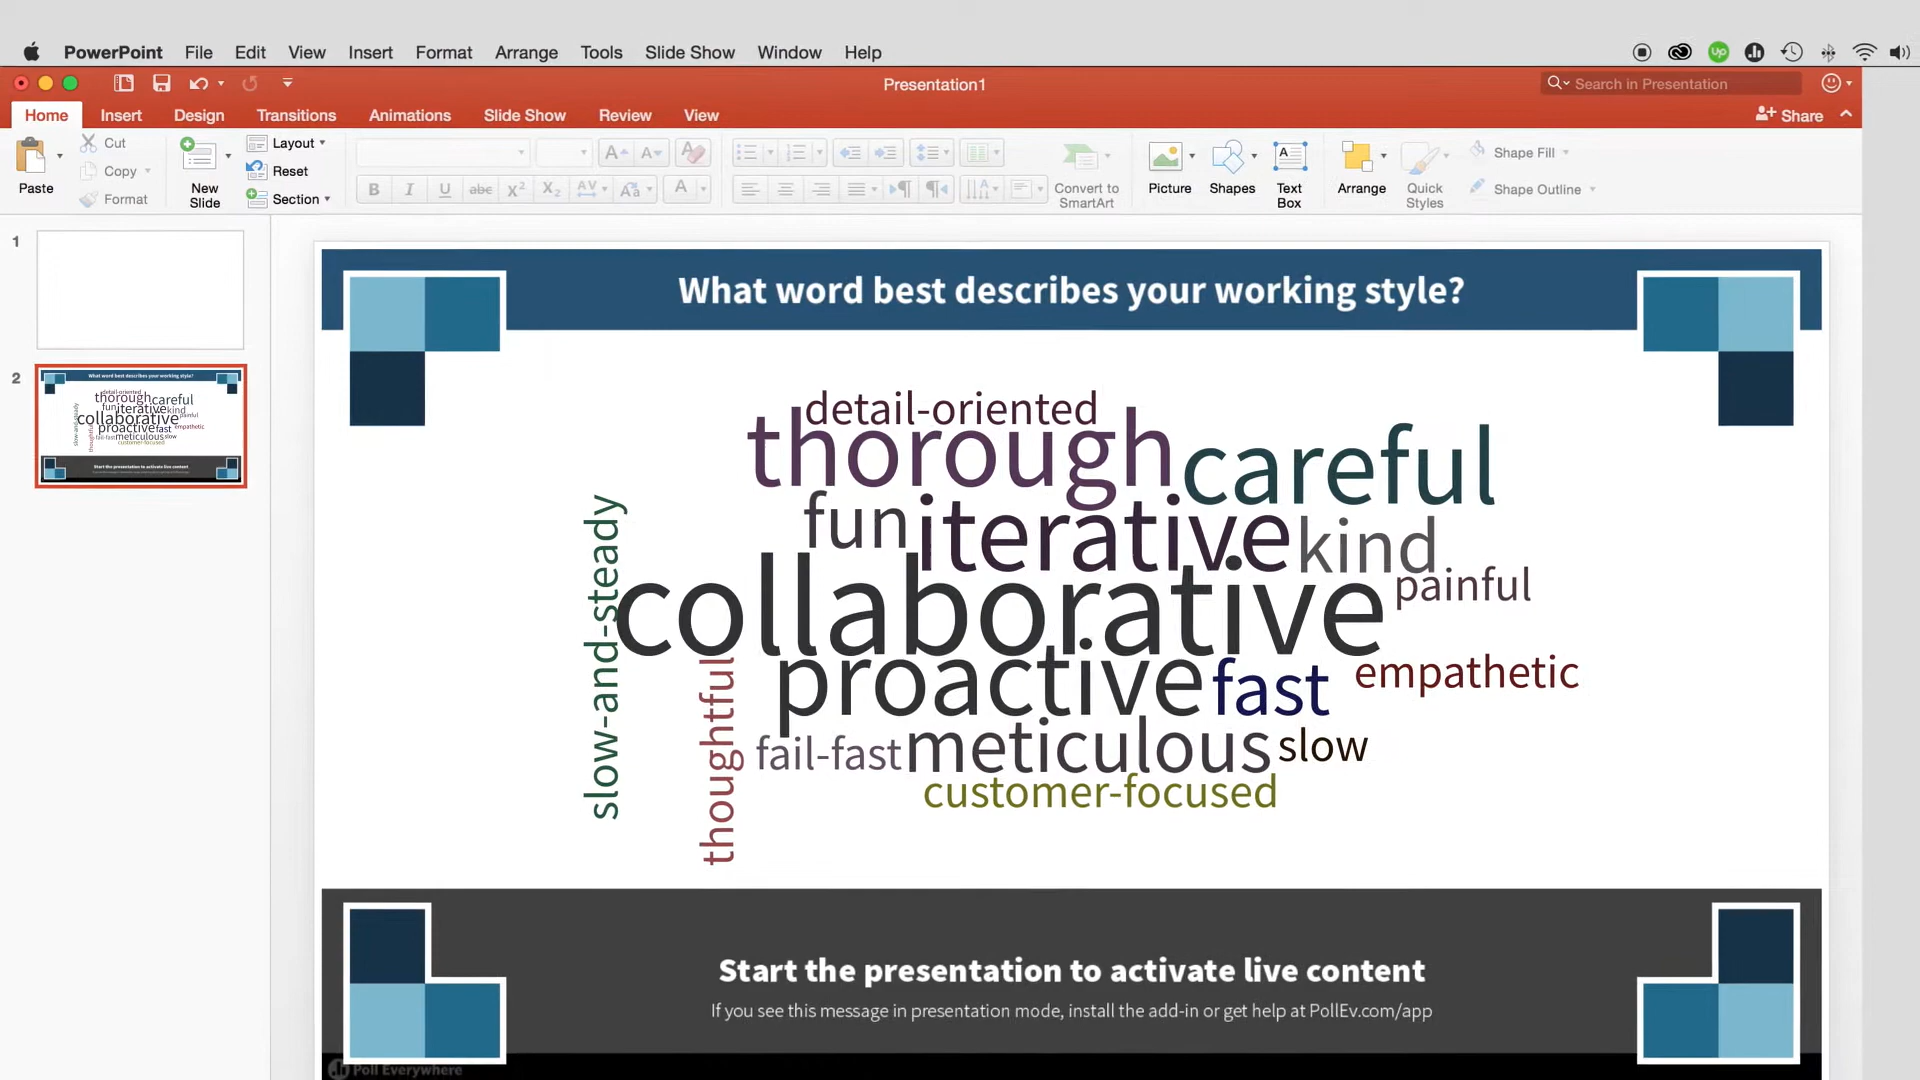 PowerPoint File Edit View Insert Format Arrange Tools Slide Show Window Help
Presentation1
Search in Presentation
Home Insert Design Transitions Animations Slide Show Review View
Share
Paste
Cut
Copy
Format
New Slide
Layout
Reset
Section
Convert to SmartArt
Picture
Shapes
Text Box
Arrange
Quick Styles
Shape Fill
Shape Outline
1
2
What word best describes your working style?
detail-oriented
thorough
careful
fun
iterative
kind
slow-and-steady
collaborative
painful
proactive
fast
empathetic
thoughtful
fail-fast
meticulous
slow
customer-focused
Start the presentation to activate live content
If you see this message in presentation mode, install the add-in or get help at PollEv.com/app
Poll Everywhere